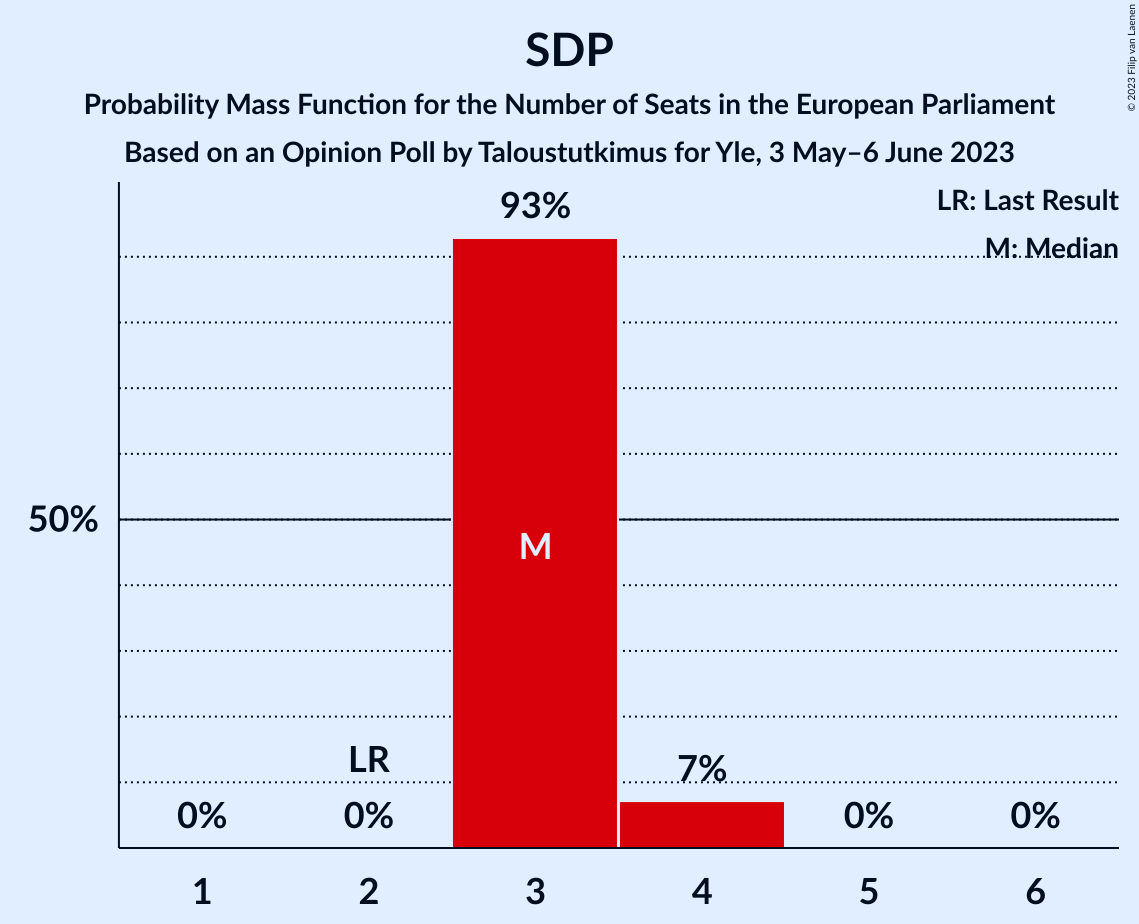 SDP
Probability Mass Function for the Number of Seats in the European Parliament
Based on an Opinion Poll by Taloustutkimus for Yle, 3 May–6 June 2023
© 2023 Filip van Laenen
LR: Last Result
M: Median
93%
50%
M
LR
7%
0%
0%
0%
0%
1
2
3
4
5
6